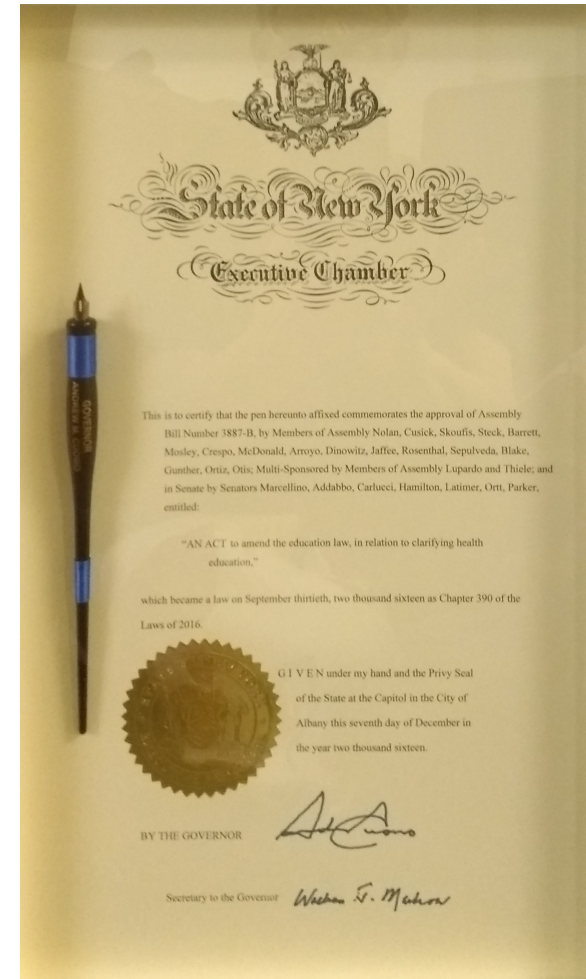 State of New York
Executive Chamber
GOVERNOR
ANDREW M. CUOMO
This is to certify that the pen hereunto affixed commemorates the approval of Assembly
Bill Number 3887-B, by Members of Assembly Nolan, Cusick, Skoufis, Steck, Barrett,
Mosley, Crespo, McDonald, Arroyo, Dinowitz, Jaffee, Rosenthal, Sepulveda, Blake,
Gunther, Ortiz, Otis; Multi-Sponsored by Members of Assembly Lupardo and Thiele; and
in Senate by Senators Marcellino, Addabbo, Carlucci, Hamilton, Latimer, Ortt, Parker,
entitled:
"AN ACT to amend the education law, in relation to clarifying health
education,"
which became a law on September thirtieth, two thousand sixteen as Chapter 390 of the
Laws of 2016.
G I V E N under my hand and the Privy Seal
of the State at the Capitol in the City of
Albany this seventh day of December in
the year two thousand sixteen.
BY THE GOVERNOR
Secretary to the Governor